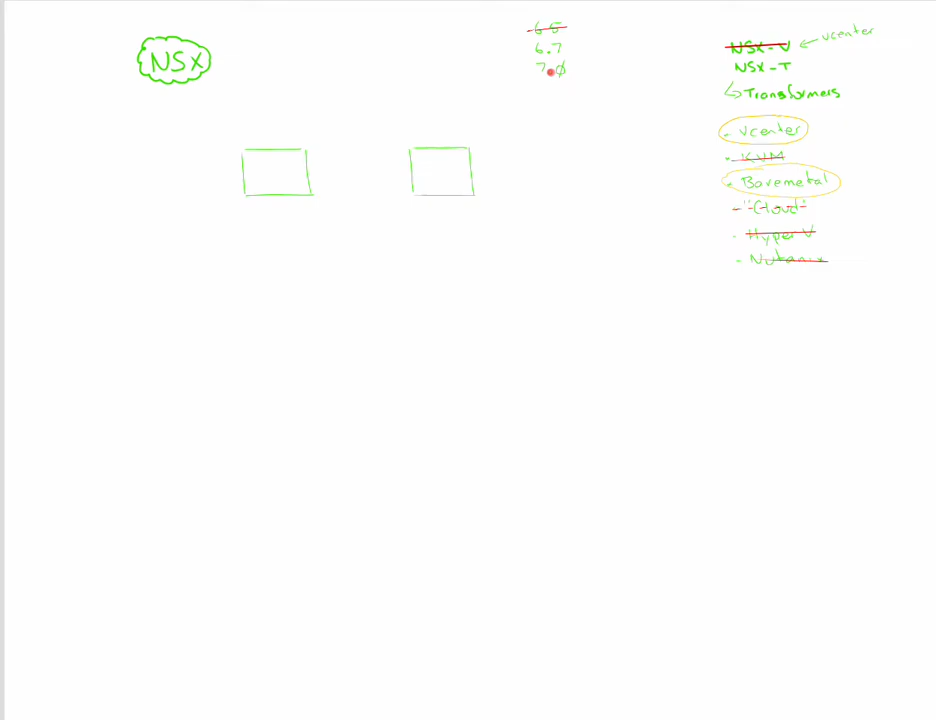 NSX
6.5
6.7
7.0
NSX-V
vcenter
NSX-T
Transformers
- vcenter
- KVM
- Baremetal
- "Cloud"
- Hyper V
- Nutanix